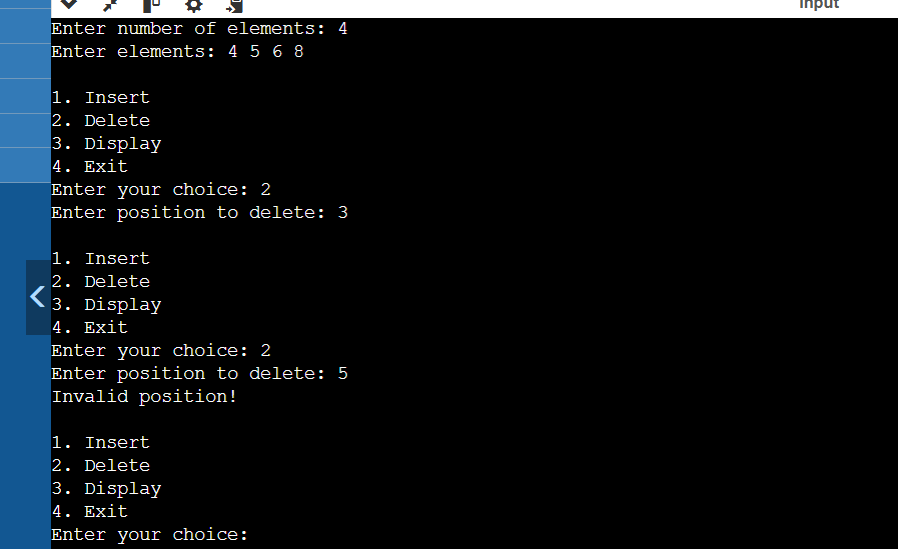 Input
Enter number of elements: 4
Enter elements: 4 5 6 8
1. Insert
2. Delete
3. Display
4. Exit
Enter your choice: 2
Enter position to delete: 3
1. Insert
2. Delete
3. Display
4. Exit
Enter your choice: 2
Enter position to delete: 5
Invalid position!
1. Insert
2. Delete
3. Display
4. Exit
Enter your choice: